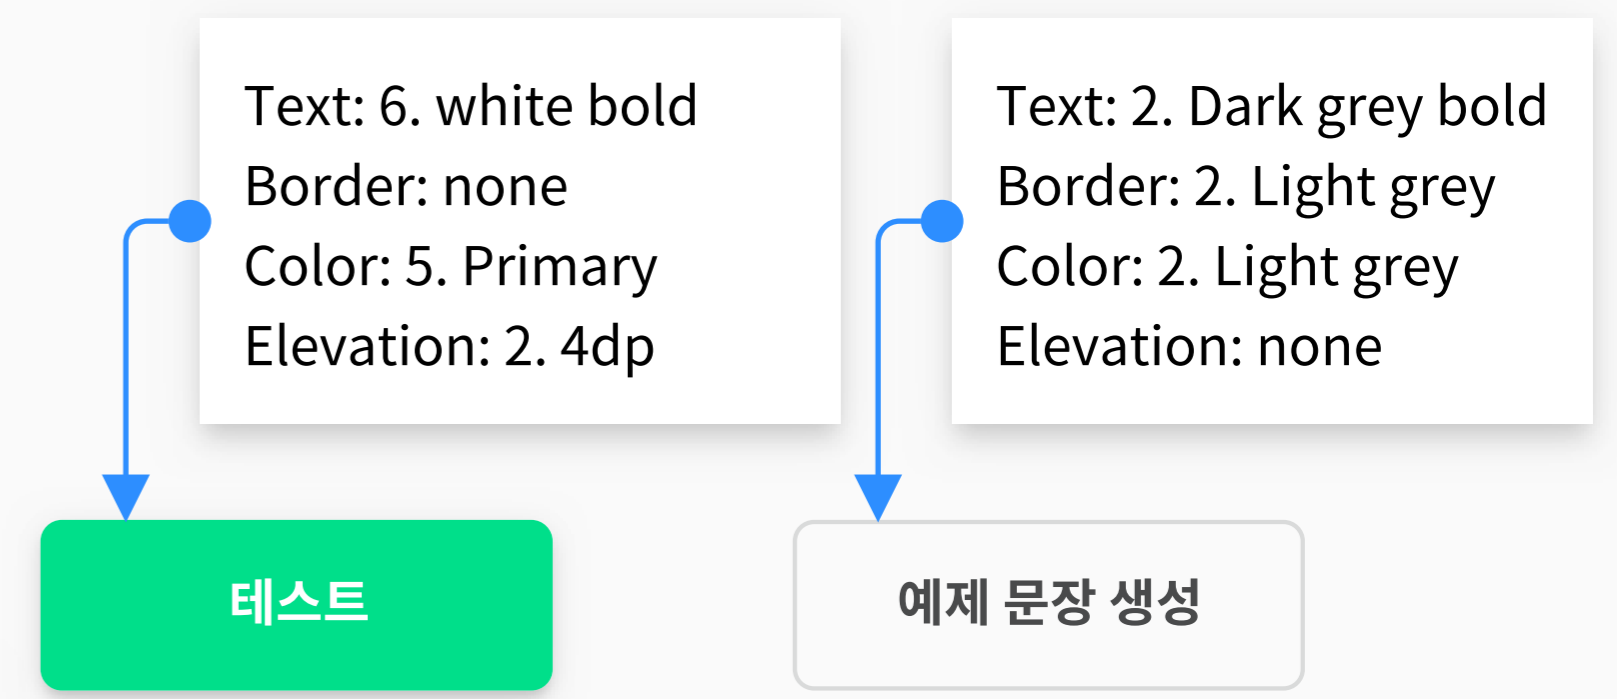 Text: 6. white bold
Border: none
Color: 5. Primary
Elevation: 2. 4dp
Text: 2. Dark grey bold
Border: 2. Light grey
Color: 2. Light grey
Elevation: none
테스트
예제 문장 생성